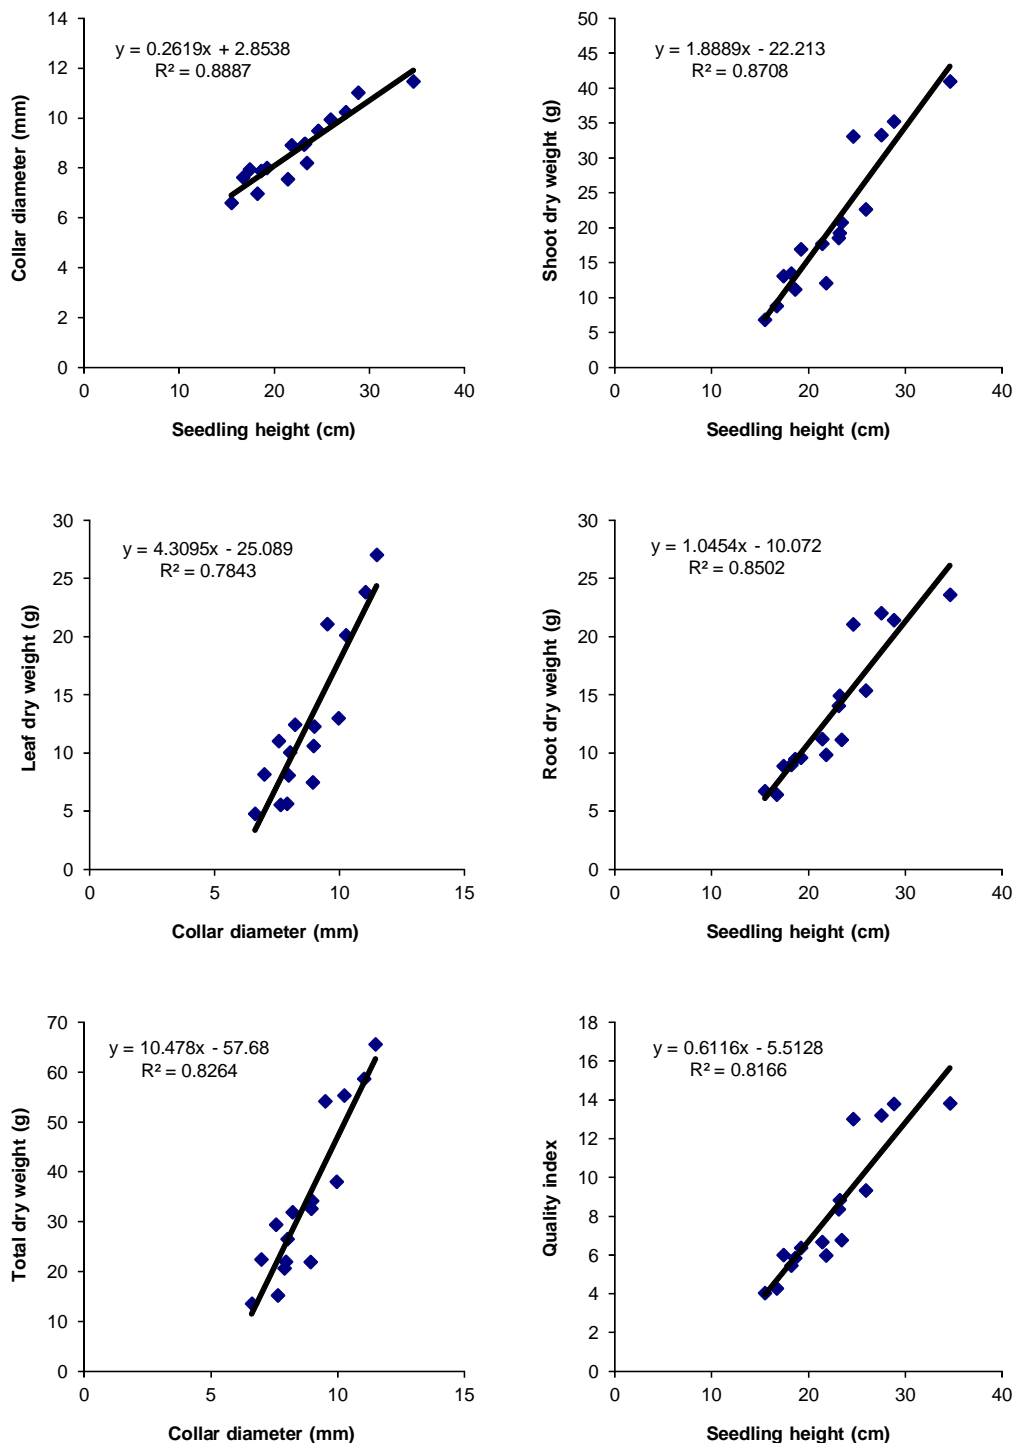 y = 0.2619x + 2.8538
R² = 0.8887
14
12
10
8
6
4
2
0
0 10 20 30 40
Collar diameter (mm)
Seedling height (cm)
y = 1.8889x - 22.213
R² = 0.8708
50
45
40
35
30
25
20
15
10
5
0
0 10 20 30 40
Shoot dry weight (g)
Seedling height (cm)
y = 4.3095x - 25.089
R² = 0.7843
30
25
20
15
10
5
0
0 5 10 15
Leaf dry weight (g)
Collar diameter (mm)
y = 1.0454x - 10.072
R² = 0.8502
30
25
20
15
10
5
0
0 10 20 30 40
Root dry weight (g)
Seedling height (cm)
y = 10.478x - 57.68
R² = 0.8264
70
60
50
40
30
20
10
0
0 5 10 15
Total dry weight (g)
Collar diameter (mm)
y = 0.6116x - 5.5128
R² = 0.8166
18
16
14
12
10
8
6
4
2
0
0 10 20 30 40
Quality index
Seedling height (cm)